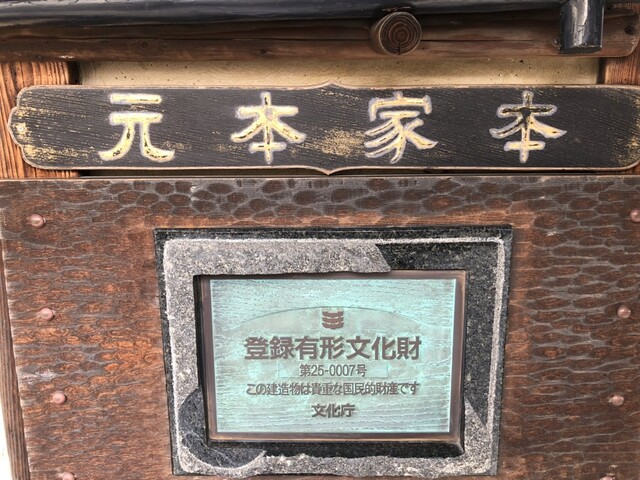 元本家本
登録有形文化財
第25-0007号
この建造物は貴重な国民的財産です
文化庁